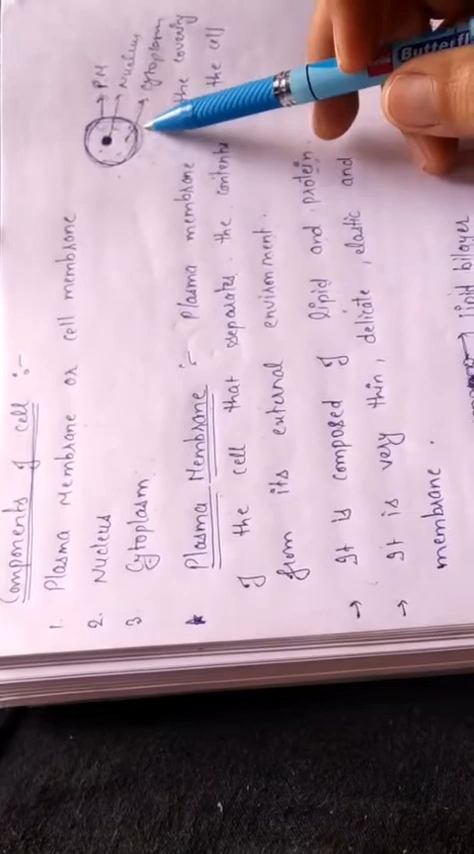 Components of cell :-
1. Plasma Membrane or cell membrane
2. Nucleus
3. Cytoplasm
PM
Nucleus
Cytoplasm
* Plasma Membrane :- Plasma membrane the covering
of the cell that separates the contents the cell
from its external environment.
→ It is composed of lipid and protein.
→ It is very thin, delicate, elastic and
membrane.
→ lipid bilayer
Butterfl